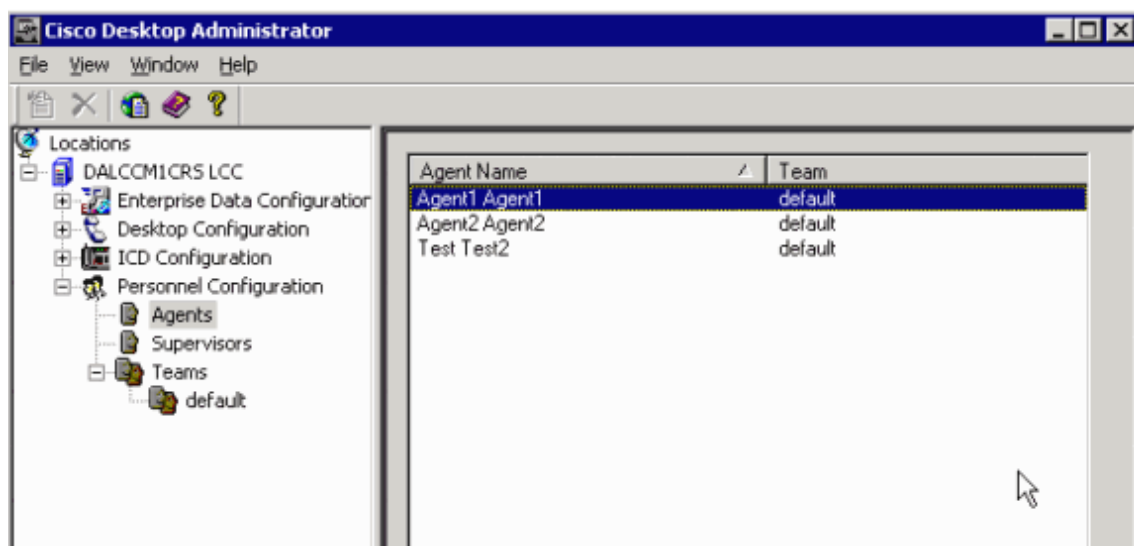 Cisco Desktop Administrator
File View Window Help
Locations
DALCCM1CRS LCC
Enterprise Data Configuration
Desktop Configuration
ICD Configuration
Personnel Configuration
Agents
Supervisors
Teams
default
Agent Name Team
Agent1 Agent1 default
Agent2 Agent2 default
Test Test2 default